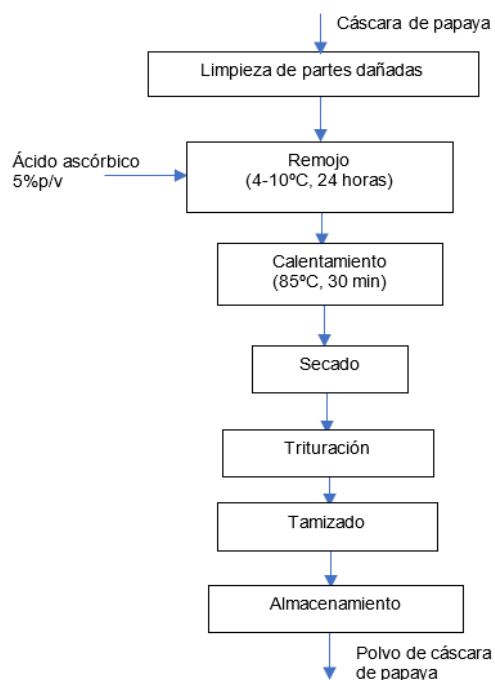 Cáscara de papaya
Limpieza de partes dañadas
Ácido ascórbico
5%p/v
Remojo
(4-10ºC, 24 horas)
Calentamiento
(85ºC, 30 min)
Secado
Trituración
Tamizado
Almacenamiento
Polvo de cáscara
de papaya